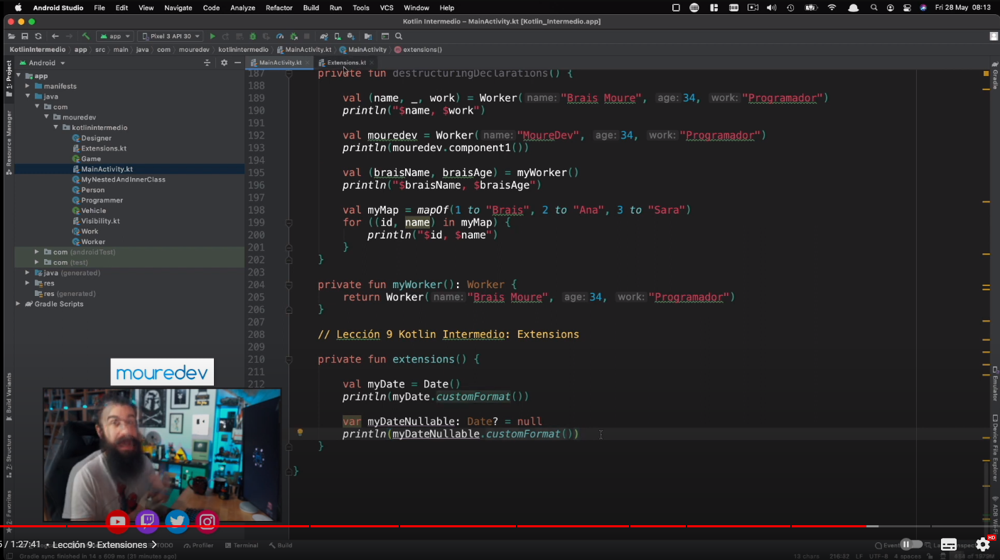 Android Studio File Edit View Navigate Code Analyze Refactor Build Run Tools VCS Window Help Fri 28 May 08:13
Kotlin Intermedio – MainActivity.kt [Kotlin_Intermedio.app]
app Pixel 3 API 30
KotlinIntermedio app src main java com mouredev kotlinintermedio MainActivity.kt MainActivity extensions()
Android MainActivity.kt Extensions.kt
1: Project
Resource Manager
Build Variants
Z: Structure
2: Favorites
app
manifests
java
com
mouredev
kotlinintermedio
Designer
Extensions.kt
Game
MainActivity.kt
MyNestedAndInnerClass
Person
Programmer
Vehicle
Visibility.kt
Work
Worker
com (androidTest)
com (test)
java (generated)
res
res (generated)
Gradle Scripts
187 private fun destructuringDeclarations() {
188
189 val (name, _, work) = Worker( name: "Brais Moure", age: 34, work: "Programador")
190 println("$name, $work")
191
192 val mouredev = Worker( name: "MoureDev", age: 34, work: "Programador")
193 println(mouredev.component1())
194
195 val (braisName, braisAge) = myWorker()
196 println("$braisName, $braisAge")
197
198 val myMap = mapOf(1 to "Brais", 2 to "Ana", 3 to "Sara")
199 for ((id, name) in myMap) {
200 println("$id, $name")
201 }
202 }
203
204 private fun myWorker(): Worker {
205 return Worker( name: "Brais Moure", age: 34, work: "Programador")
206 }
207
208 // Lección 9 Kotlin Intermedio: Extensions
209
210 private fun extensions() {
211
212 val myDate = Date()
println(myDate.customFormat())
var myDateNullable: Date? = null
println(myDateNullable.customFormat())
}
}
Gradle
Emulator
Device File Explorer
ADB Wi-Fi
mouredev
/ 1:27:41 • Lección 9: Extensiones
TODO Profiler Terminal Build Event
HD
Gradle sync finished in 14 s 609 ms (31 minutes ago)
13 chars 216:82 LF UTF-8 4 spaces